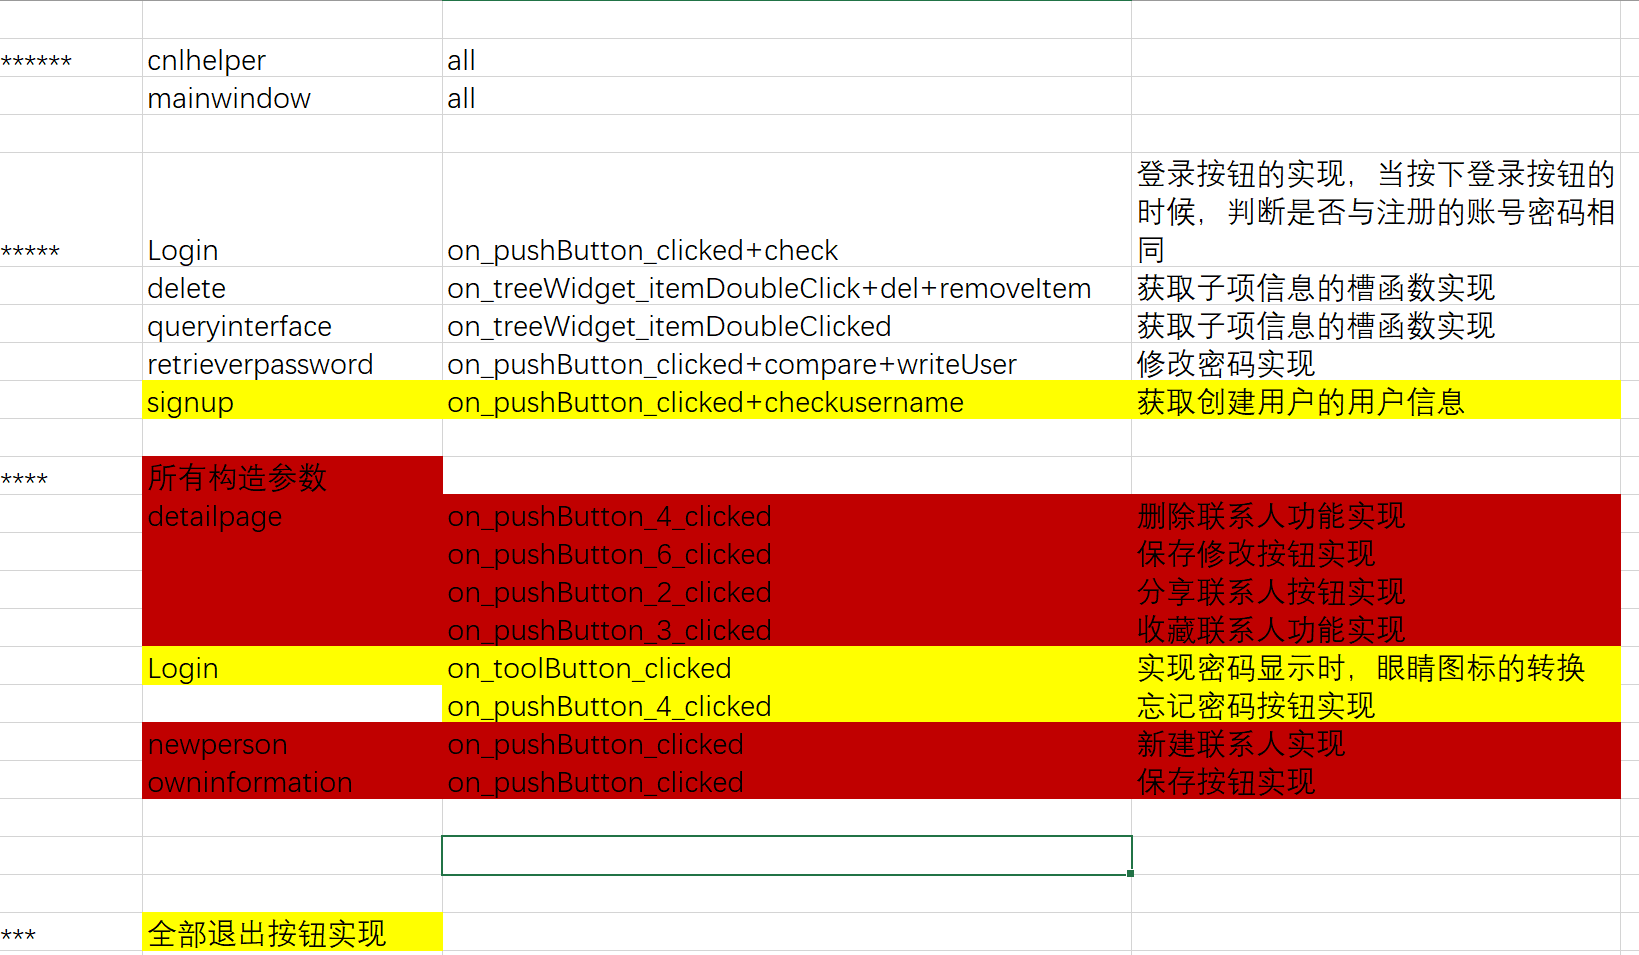 ****** cnlhelper all
mainwindow all
登录按钮的实现，当按下登录按钮的
时候，判断是否与注册的账号密码相
***** Login on_pushButton_clicked+check 同
delete on_treeWidget_itemDoubleClick+del+removeItem 获取子项信息的槽函数实现
queryinterface on_treeWidget_itemDoubleClicked 获取子项信息的槽函数实现
retrieverpassword on_pushButton_clicked+compare+writeUser 修改密码实现
signup on_pushButton_clicked+checkusername 获取创建用户的用户信息
**** 所有构造参数
detailpage on_pushButton_4_clicked 删除联系人功能实现
on_pushButton_6_clicked 保存修改按钮实现
on_pushButton_2_clicked 分享联系人按钮实现
on_pushButton_3_clicked 收藏联系人功能实现
Login on_toolButton_clicked 实现密码显示时，眼睛图标的转换
on_pushButton_4_clicked 忘记密码按钮实现
newperson on_pushButton_clicked 新建联系人实现
owninformation on_pushButton_clicked 保存按钮实现
*** 全部退出按钮实现